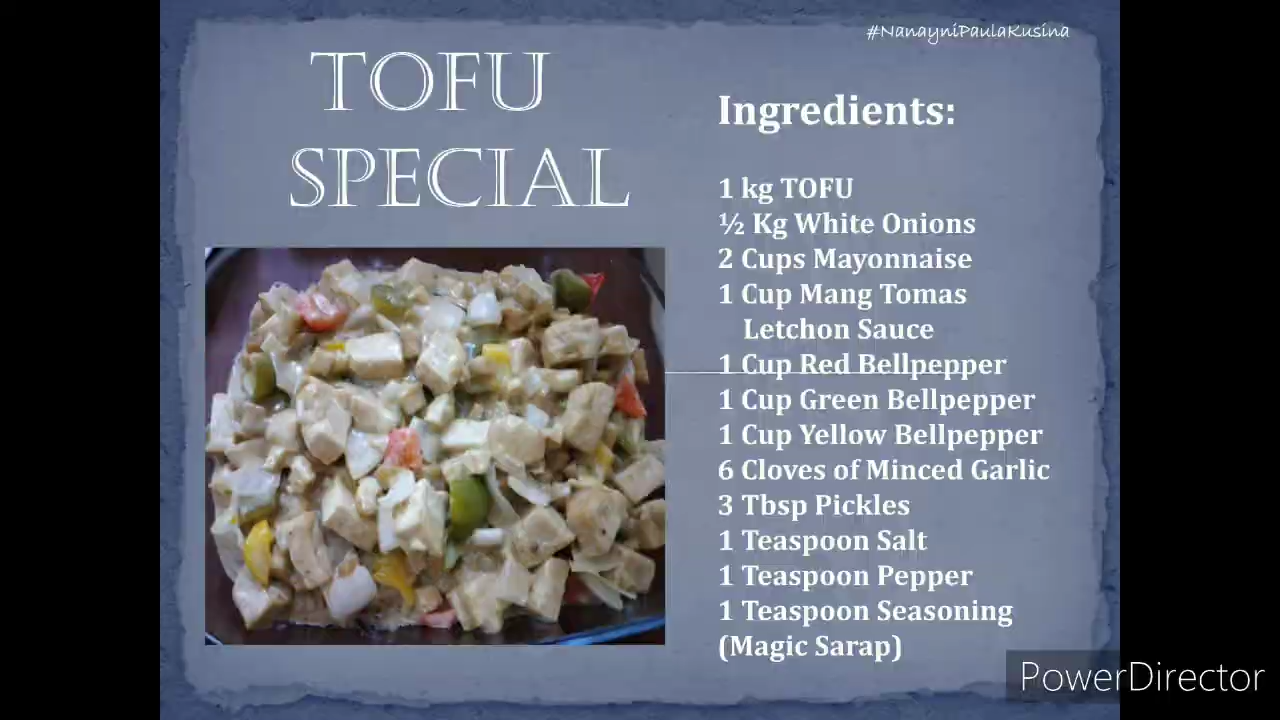 #NanayniPaulaKusina
TOFU
SPECIAL
Ingredients:
1 kg TOFU
½ Kg White Onions
2 Cups Mayonnaise
1 Cup Mang Tomas
Letchon Sauce
1 Cup Red Bellpepper
1 Cup Green Bellpepper
1 Cup Yellow Bellpepper
6 Cloves of Minced Garlic
3 Tbsp Pickles
1 Teaspoon Salt
1 Teaspoon Pepper
1 Teaspoon Seasoning
(Magic Sarap)
PowerDirector